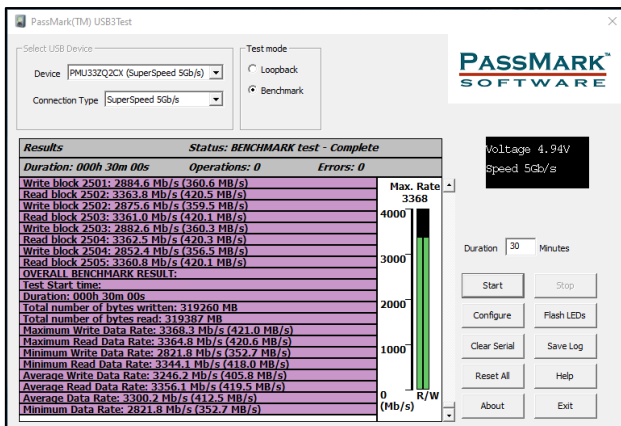 PassMark(TM) USB3Test
Select USB Device
Device PMU33ZQ2CX (SuperSpeed 5Gb/s)
Connection Type SuperSpeed 5Gb/s
Test mode
Loopback
Benchmark
PASSMARK™
SOFTWARE
Results Status: BENCHMARK test - Complete
Duration: 000h 30m 00s Operations: 0 Errors: 0
Write block 2501: 2884.6 Mb/s (360.6 MB/s)
Read block 2502: 3363.8 Mb/s (420.5 MB/s)
Write block 2502: 2875.6 Mb/s (359.5 MB/s)
Read block 2503: 3361.0 Mb/s (420.1 MB/s)
Write block 2503: 2882.6 Mb/s (360.3 MB/s)
Read block 2504: 3362.5 Mb/s (420.3 MB/s)
Write block 2504: 2852.4 Mb/s (356.5 MB/s)
Read block 2505: 3360.8 Mb/s (420.1 MB/s)
OVERALL BENCHMARK RESULT:
Test Start time:
Duration: 000h 30m 00s
Total number of bytes written: 319260 MB
Total number of bytes read: 319387 MB
Maximum Write Data Rate: 3368.3 Mb/s (421.0 MB/s)
Maximum Read Data Rate: 3364.8 Mb/s (420.6 MB/s)
Minimum Write Data Rate: 2821.8 Mb/s (352.7 MB/s)
Minimum Read Data Rate: 3344.1 Mb/s (418.0 MB/s)
Average Write Data Rate: 3246.2 Mb/s (405.8 MB/s)
Average Read Data Rate: 3356.1 Mb/s (419.5 MB/s)
Average Data Rate: 3300.2 Mb/s (412.5 MB/s)
Minimum Data Rate: 2821.8 Mb/s (352.7 MB/s)
Max. Rate
3368
4000
3000
2000
1000
0 R/W
(Mb/s)
Voltage 4.94V
Speed 5Gb/s
Duration 30 Minutes
Start Stop
Configure Flash LEDs
Clear Serial Save Log
Reset All Help
About Exit